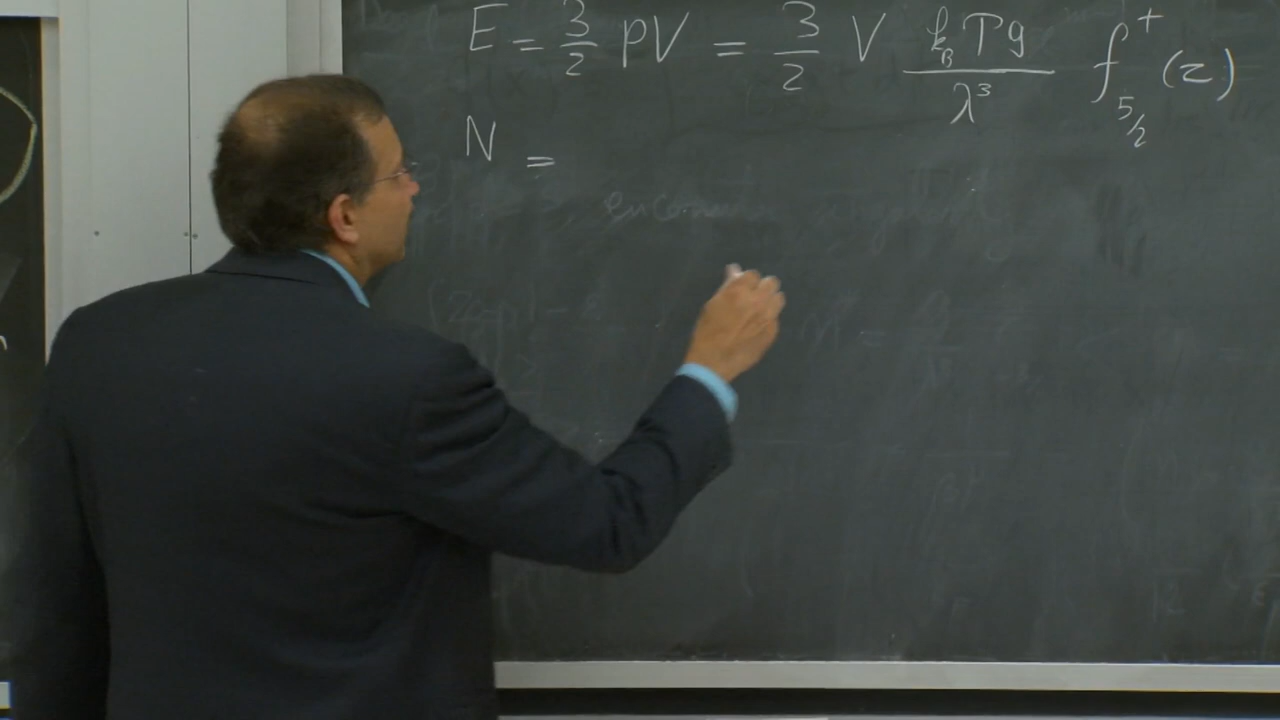 E = 3/2 PV = 3/2 V k_B T g / λ³ f⁺_{5/2} (z)
N =